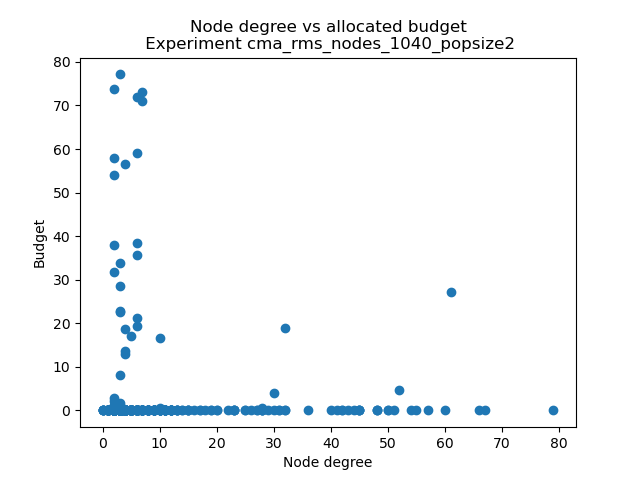 Node degree vs allocated budget
Experiment cma_rms_nodes_1040_popsize2
80
70
60
50
40
30
20
10
0
Budget
0 10 20 30 40 50 60 70 80
Node degree